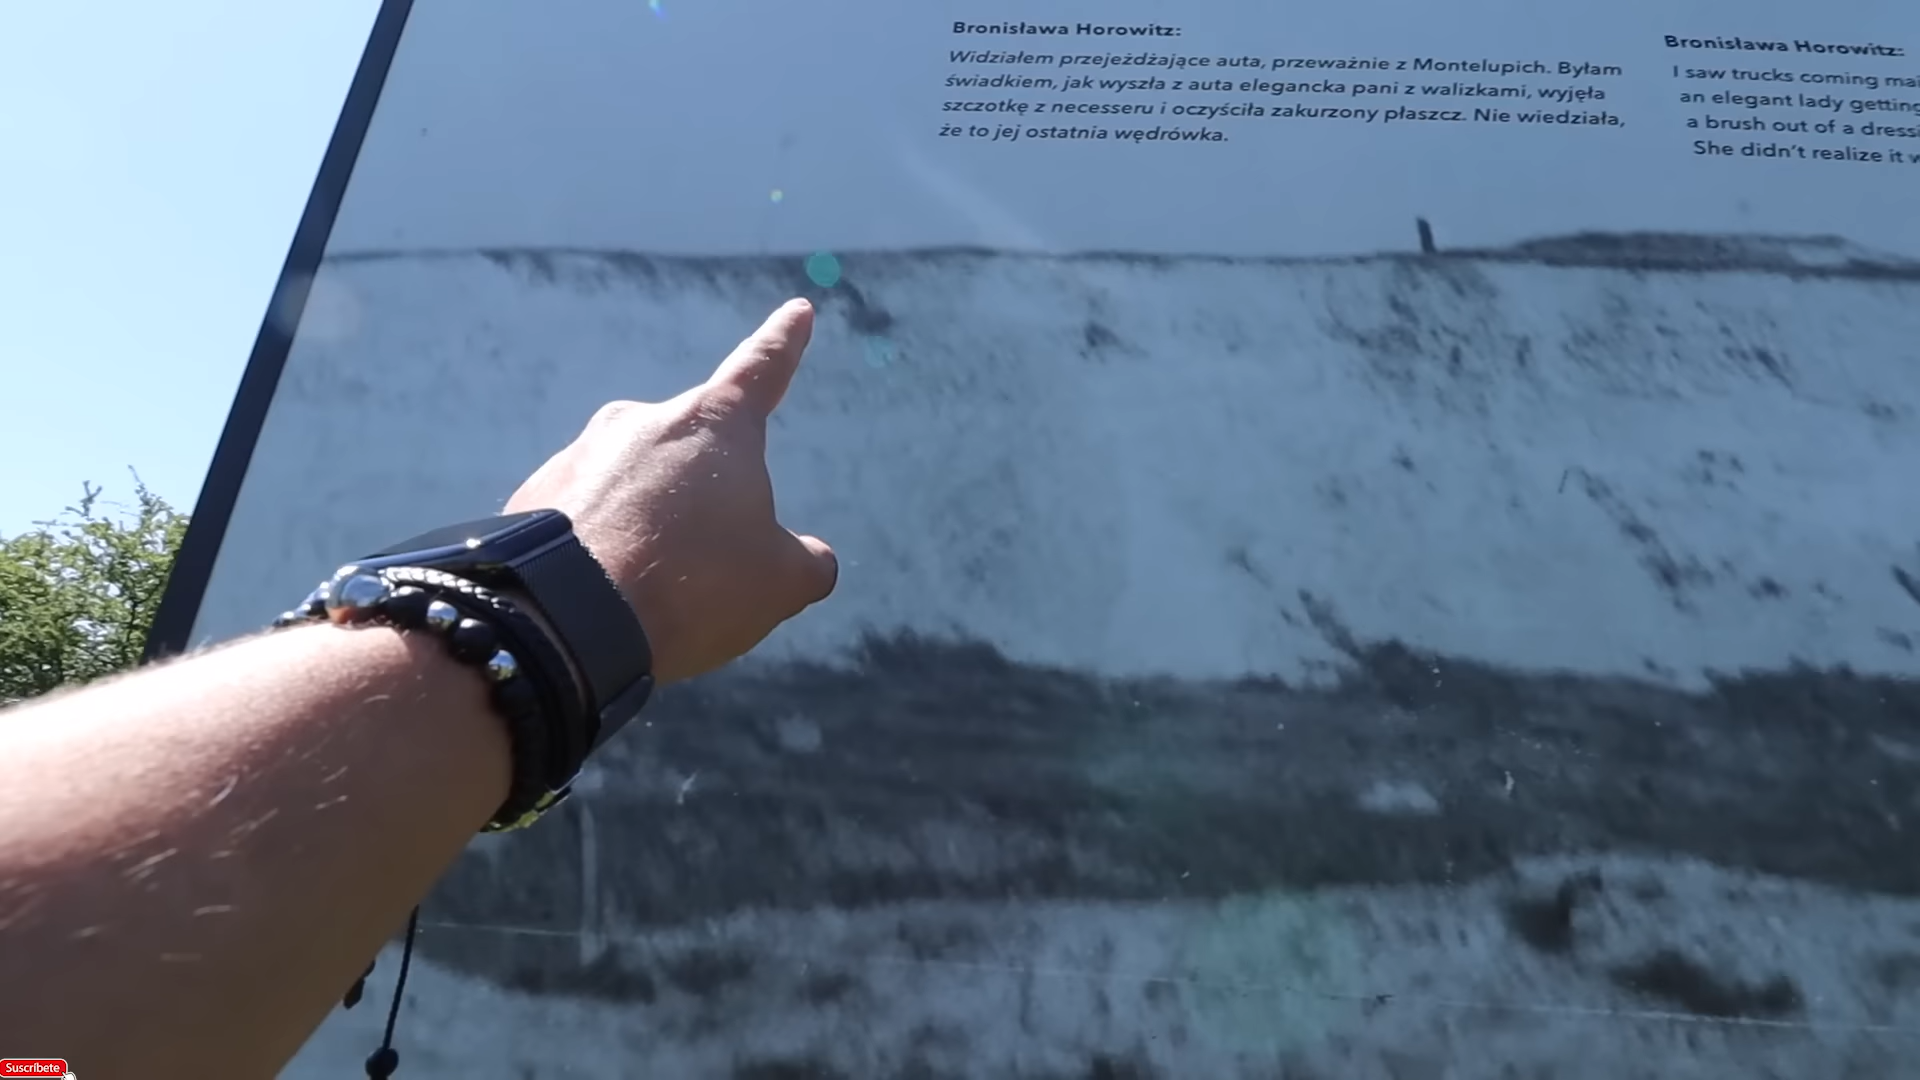 Bronisława Horowitz:
Widziałem przejeżdżające auta, przeważnie z Montelupich. Byłam
świadkiem, jak wyszła z auta elegancka pani z walizkami, wyjęła
szczotkę z necesseru i oczyściła zakurzony płaszcz. Nie wiedziała,
że to jej ostatnia wędrówka.
Bronisława Horowitz:
I saw trucks coming
an elegant lady getting
a brush out of a
She didn't realize it
Suscríbete